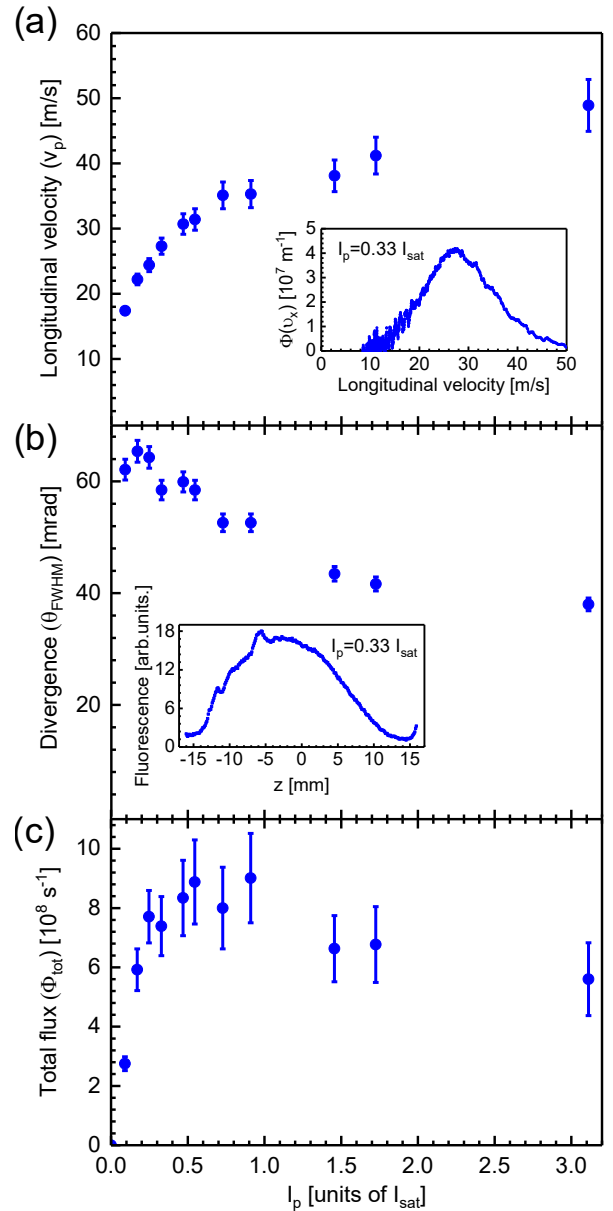 (a)
Longitudinal velocity (v_p) [m/s]
60
50
40
30
20
10
I_p=0.33 I_sat
Φ(υ_x) [10^7 m^-1]
5
4
3
2
1
0
0 10 20 30 40 50
Longitudinal velocity [m/s]
(b)
Divergence (θ_FWHM) [mrad]
60
40
20
I_p=0.33 I_sat
Fluorescence [arb.units.]
18
12
6
0
-15 -10 -5 0 5 10 15
z [mm]
(c)
Total flux (Φ_tot) [10^8 s^-1]
10
8
6
4
2
0
0.0 0.5 1.0 1.5 2.0 2.5 3.0
I_p [units of I_sat]